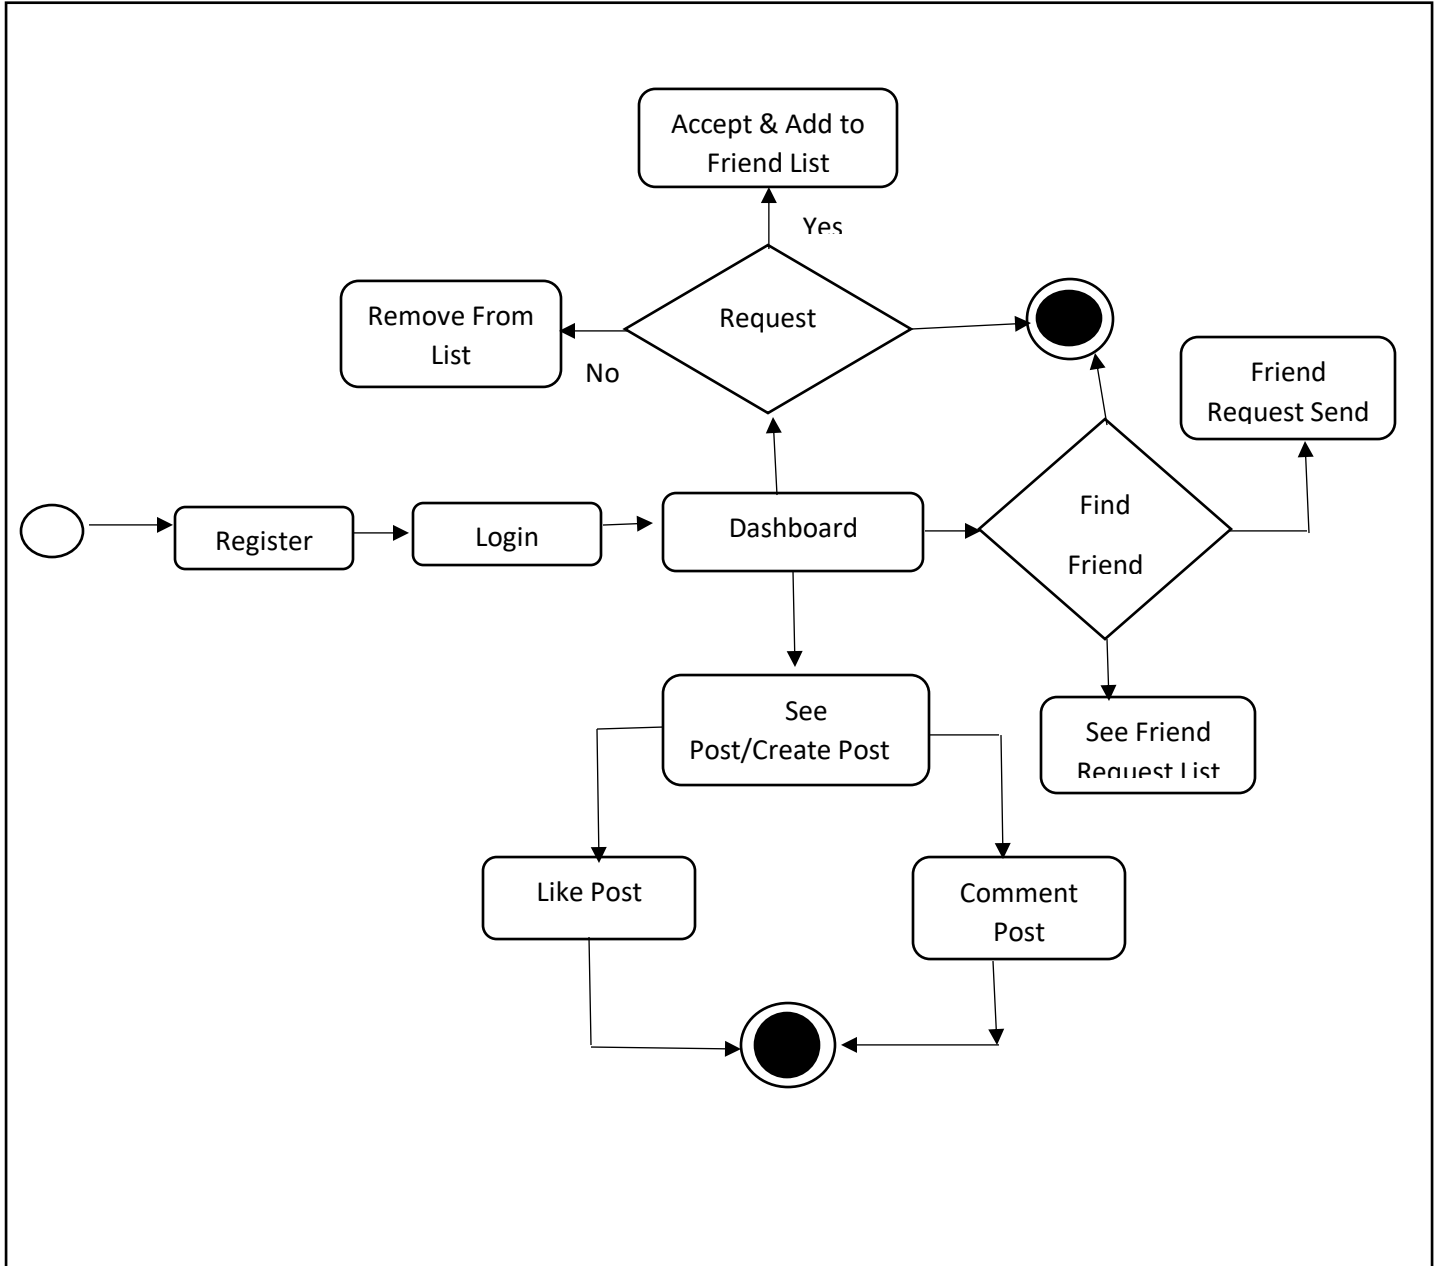 Accept & Add to
Friend List
Yes
Request
Remove From
List
No
Friend
Request Send
Find
Friend
Register
Login
Dashboard
See
Post/Create Post
See Friend
Request List
Like Post
Comment
Post